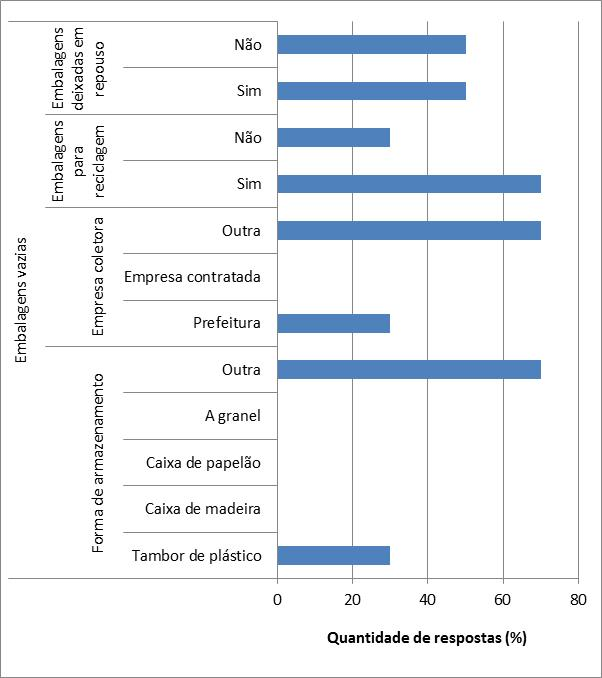 Embalagens vazias
Embalagens
deixadas em
repouso
Não
Sim
Embalagens
para
reciclagem
Não
Sim
Empresa coletora
Outra
Empresa contratada
Prefeitura
Forma de armazenamento
Outra
A granel
Caixa de papelão
Caixa de madeira
Tambor de plástico
0 20 40 60 80
Quantidade de respostas (%)